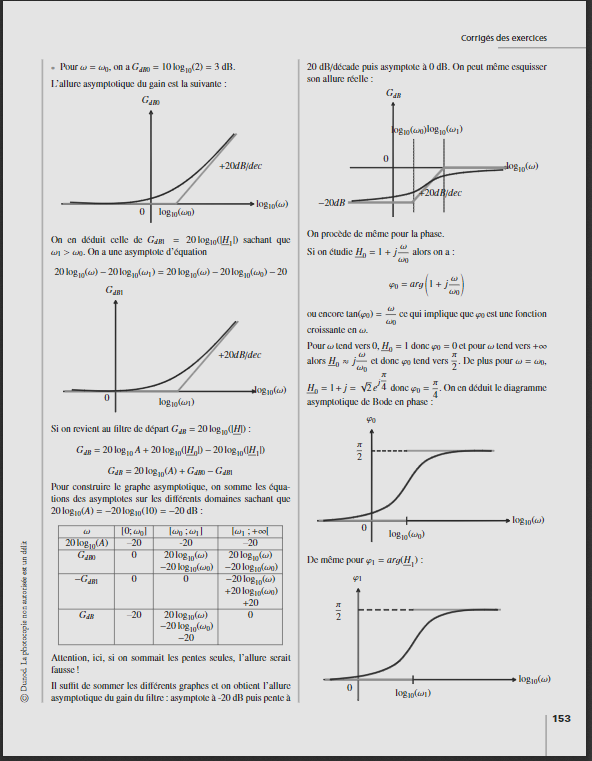 Corrigés des exercices
• Pour ω = ω₀, on a G_dB0 = 10 log₁₀(2) = 3 dB.
L'allure asymptotique du gain est la suivante :
G_dB0
+20dB/dec
log₁₀(ω)
0 log₁₀(ω₀)
On en déduit celle de G_dB1 = 20 log₁₀(|H₁|) sachant que
ω₁ > ω₀. On a une asymptote d'équation
20 log₁₀(ω) − 20 log₁₀(ω₁) = 20 log₁₀(ω) − 20 log₁₀(ω₀) − 20
G_dB1
+20dB/dec
log₁₀(ω)
0 log₁₀(ω₁)
Si on revient au filtre de départ G_dB = 20 log₁₀(|H|) :
G_dB = 20 log₁₀ A + 20 log₁₀(|H₀|) − 20 log₁₀(|H₁|)
G_dB = 20 log₁₀(A) + G_dB0 − G_dB1
Pour construire le graphe asymptotique, on somme les équa-
tions des asymptotes sur les différents domaines sachant que
20 log₁₀(A) = −20 log₁₀(10) = −20 dB :
ω [0; ω₀] [ω₀ ; ω₁] [ω₁ ; +∞[
20 log₁₀(A) −20 −20 −20
G_dB0 0 20 log₁₀(ω) 20 log₁₀(ω)
−20 log₁₀(ω₀) −20 log₁₀(ω₀)
−G_dB1 0 0 −20 log₁₀(ω)
+20 log₁₀(ω₀)
+20
G_dB −20 20 log₁₀(ω) 0
−20 log₁₀(ω₀)
−20
Attention, ici, si on sommait les pentes seules, l'allure serait
fausse !
Il suffit de sommer les différents graphes et on obtient l'allure
asymptotique du gain du filtre : asymptote à -20 dB puis pente à
20 dB/décade puis asymptote à 0 dB. On peut même esquisser
son allure réelle :
G_dB
log₁₀(ω₀)log₁₀(ω₁)
0
log₁₀(ω)
−20dB
+20dB/dec
On procède de même pour la phase.
Si on étudie H₀ = 1 + j ω/ω₀ alors on a :
φ₀ = arg(1 + j ω/ω₀)
ou encore tan(φ₀) = ω/ω₀ ce qui implique que φ₀ est une fonction
croissante en ω.
Pour ω tend vers 0, H₀ = 1 donc φ₀ = 0 et pour ω tend vers +∞
alors H₀ ≈ j ω/ω₀ et donc φ₀ tend vers π/2. De plus pour ω = ω₀,
H₀ = 1 + j = √2 e^(jπ/4) donc φ₀ = π/4. On en déduit le diagramme
asymptotique de Bode en phase :
φ₀
π/2
0
log₁₀(ω)
log₁₀(ω₀)
De même pour φ₁ = arg(H₁) :
φ₁
π/2
0
log₁₀(ω)
log₁₀(ω₁)
© Dunod. La photocopie non autorisée est un délit
153